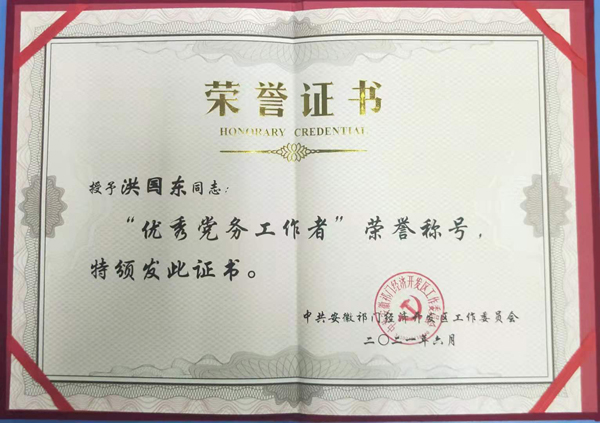 荣誉证书
HONORARY CREDENTIAL
授予洪国东同志：
“优秀党务工作者”荣誉称号，
特颁发此证书。
中共安徽祁门经济开发区工作委员会
二〇二一年六月